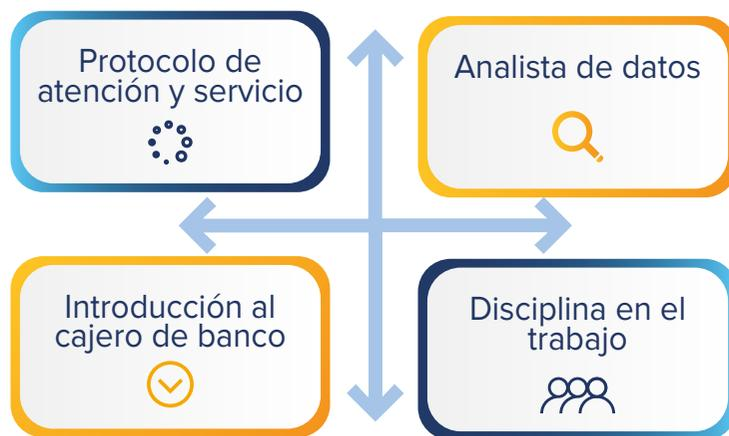 Protocolo de
atención y servicio
Analista de datos
Introducción al
cajero de banco
Disciplina en el
trabajo